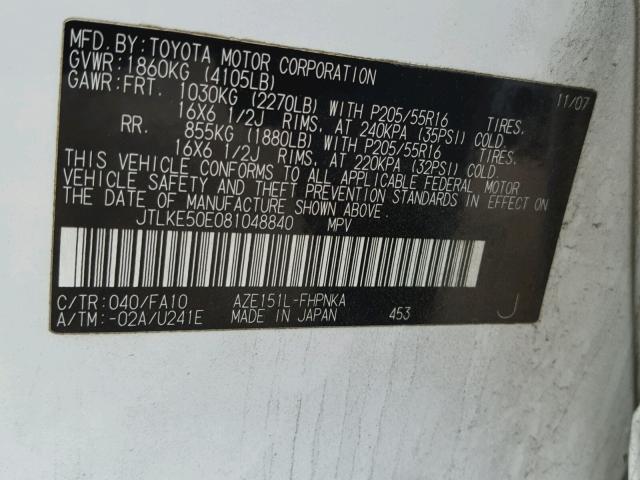 MFD. BY: TOYOTA MOTOR CORPORATION 11/07
GVWR: 1860KG (4105LB)
GAWR: FRT. 1030KG (2270LB) WITH P205/55R16 TIRES,
16X6 1/2J RIMS, AT 240KPA (35PSI) COLD.
RR. 855KG (1880LB) WITH P205/55R16 TIRES,
16X6 1/2J RIMS, AT 220KPA (32PSI) COLD.
THIS VEHICLE CONFORMS TO ALL APPLICABLE FEDERAL MOTOR
VEHICLE SAFETY AND THEFT PREVENTION STANDARDS IN EFFECT ON
THE DATE OF MANUFACTURE SHOWN ABOVE.
JTLKE50E081048840 MPV
C/TR: 040/FA10 AZE151L-FHPNKA
A/TM: -02A/U241E MADE IN JAPAN 453 J